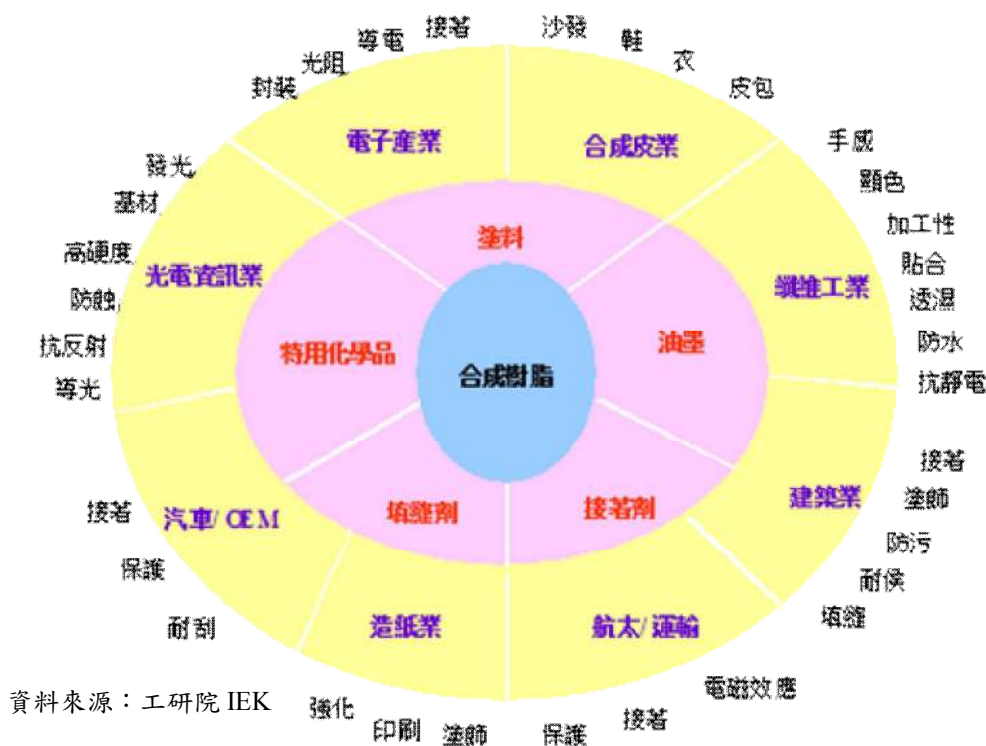 接著
沙發
導電
鞋
光阻
衣
封裝
皮包
電子產業
合成皮業
手感
發光
顯色
基材
加工性
塗料
高硬度
貼合
光電資訊業
纖維工業
防蝕
透濕
抗反射
特用化學品
油墨
防水
合成樹脂
導光
抗靜電
接著
建築業
接著
塗師
汽車/OEM
填縫劑
接著劑
防污
保護
耐侯
填縫
耐刮
造紙業
航太/運輸
電磁效應
資料來源：工研院 IEK
強化
印刷
塗師
保護
接著